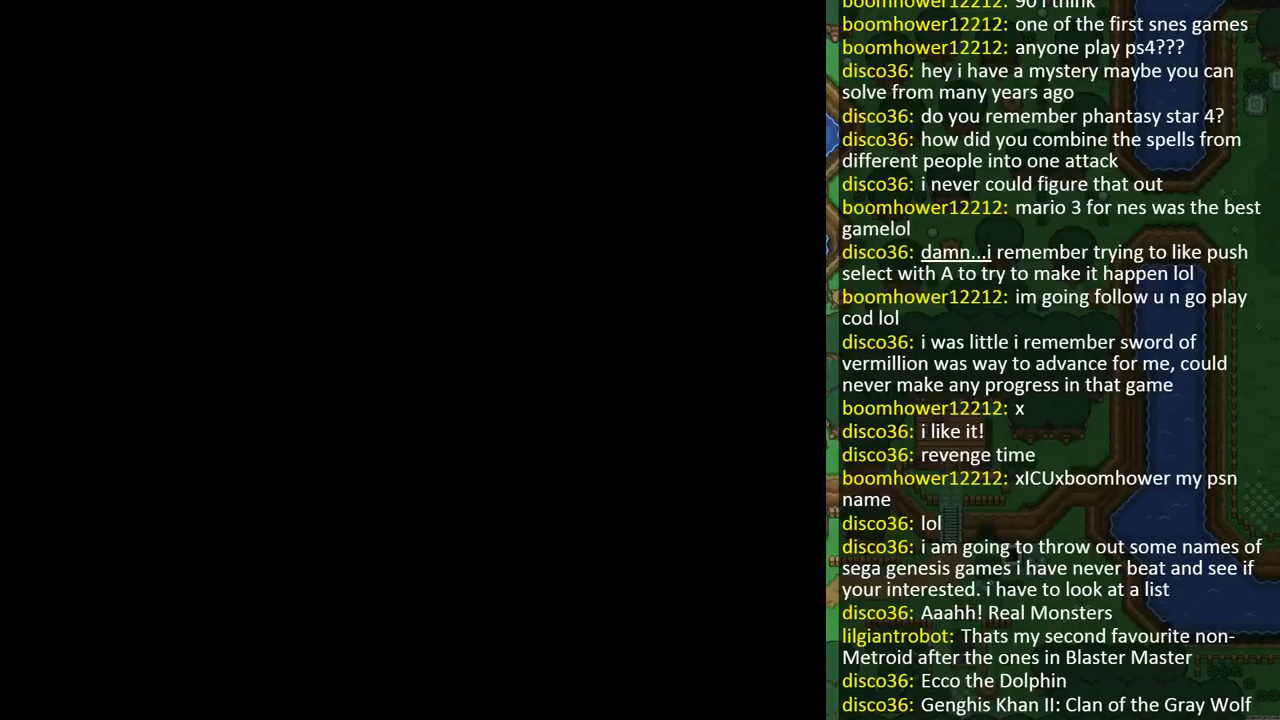 boomhower12212: 90 i think
boomhower12212: one of the first snes games
boomhower12212: anyone play ps4???
disco36: hey i have a mystery maybe you can
solve from many years ago
disco36: do you remember phantasy star 4?
disco36: how did you combine the spells from
different people into one attack
disco36: i never could figure that out
boomhower12212: mario 3 for nes was the best
gamelol
disco36: damn...i remember trying to like push
select with A to try to make it happen lol
boomhower12212: im going follow u n go play
cod lol
disco36: i was little i remember sword of
vermillion was way to advance for me, could
never make any progress in that game
boomhower12212: x
disco36: i like it!
disco36: revenge time
boomhower12212: xICUxboomhower my psn
name
disco36: lol
disco36: i am going to throw out some names of
sega genesis games i have never beat and see if
your interested. i have to look at a list
disco36: Aaahh! Real Monsters
lilgiantrobot: Thats my second favourite non-
Metroid after the ones in Blaster Master
disco36: Ecco the Dolphin
disco36: Genghis Khan II: Clan of the Gray Wolf